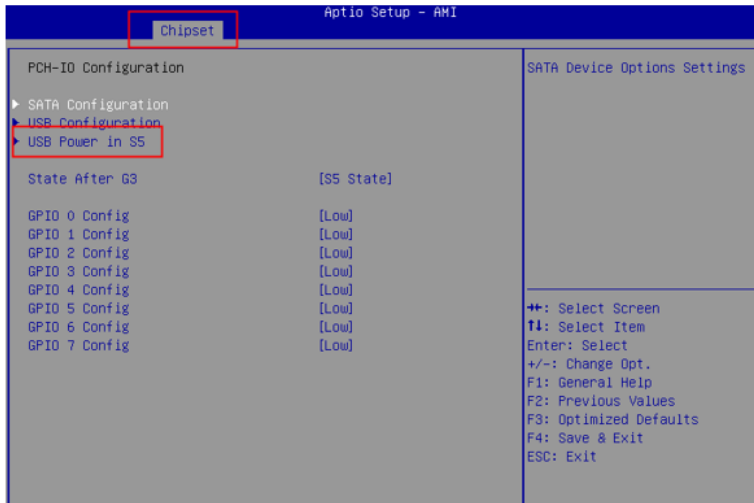 Aptio Setup - AMI
Chipset
PCH-IO Configuration
SATA Configuration
USB Configuration
USB Power in S5
State After G3 [S5 State]
GPIO 0 Config [Low]
GPIO 1 Config [Low]
GPIO 2 Config [Low]
GPIO 3 Config [Low]
GPIO 4 Config [Low]
GPIO 5 Config [Low]
GPIO 6 Config [Low]
GPIO 7 Config [Low]
SATA Device Options Settings
→←: Select Screen
↑↓: Select Item
Enter: Select
+/-: Change Opt.
F1: General Help
F2: Previous Values
F3: Optimized Defaults
F4: Save & Exit
ESC: Exit